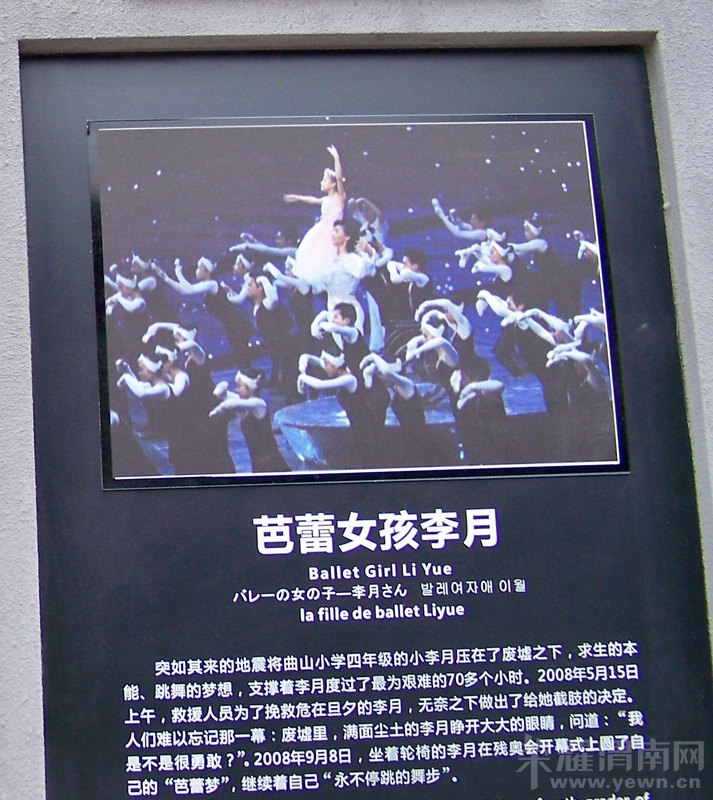 芭蕾女孩李月
Ballet Girl Li Yue
バレーの女の子—李月さん 발레여자애 이월
la fille de ballet Liyue
突如其来的地震将曲山小学四年级的小李月压在了废墟之下，求生的本
能、跳舞的梦想，支撑着李月度过了最为艰难的70多个小时。2008年5月15日
上午，救援人员为了挽救危在旦夕的李月，无奈之下做出了给她截肢的决定。
人们难以忘记那一幕：废墟里，满面尘土的李月睁开大大的眼睛，问道：“我
是不是很勇敢？”。2008年9月8日，坐着轮椅的李月在残奥会开幕式上圆了自
己的“芭蕾梦”，继续着自己“永不停跳的舞步”。
荣耀渭南网
www.yewn.cn